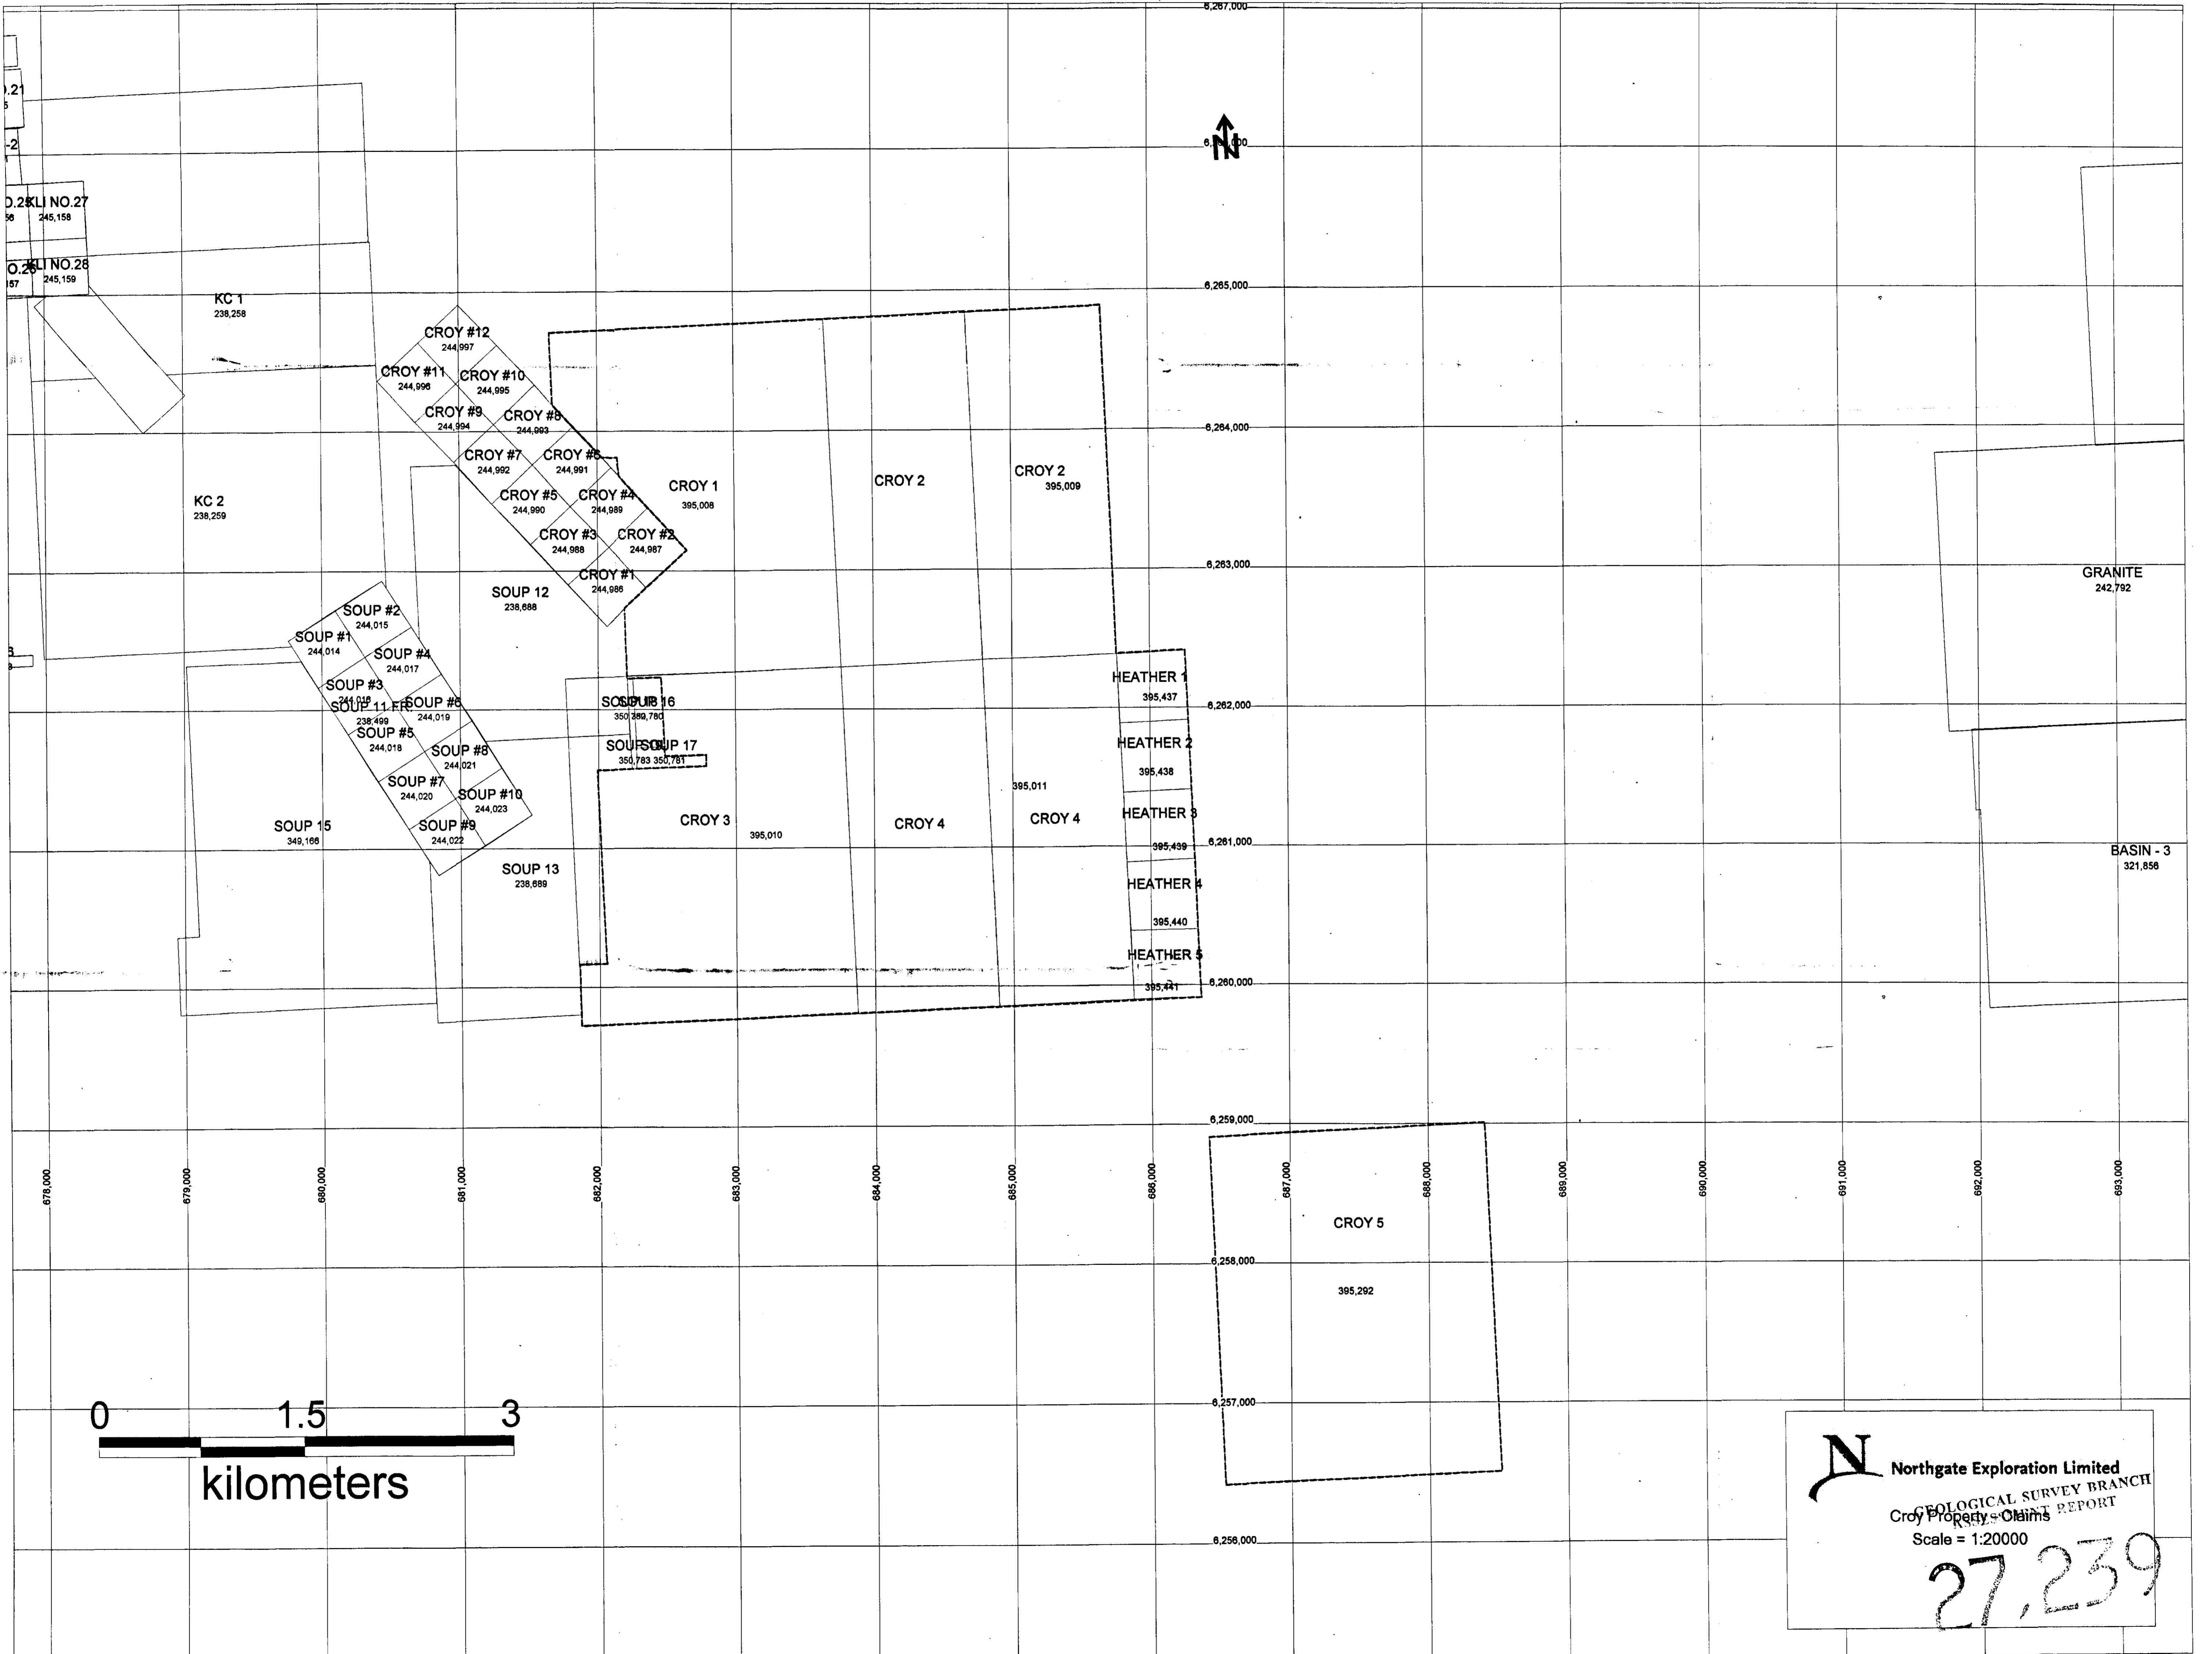 6,267,000
.21
-2
KLI NO.27
245,158
KLI NO.28
245,159
157
KC 1
238,258
6,265,000
CROY #12
244,997
CROY #11
244,996
CROY #10
244,995
CROY #9
244,994
CROY #8
244,993
CROY #7
244,992
CROY #6
244,991
CROY #5
244,990
CROY #4
244,989
CROY #3
244,988
CROY #2
244,987
CROY #1
244,986
6,264,000
CROY 1
395,008
CROY 2
CROY 2
395,009
KC 2
238,259
6,263,000
GRANITE
242,792
SOUP 12
238,688
SOUP #2
244,015
SOUP #1
244,014
SOUP #4
244,017
SOUP #3
SOUP 11 FR.
238,499
SOUP #6
244,019
SOUP #5
244,018
SOUP #8
244,021
SOUP #7
244,020
SOUP #10
244,023
SOUP #9
244,022
SOUP 15
349,166
SOUP 13
238,689
SOUP 16
SOUP 17
350,783 350,781
HEATHER 1
395,437
6,262,000
HEATHER 2
395,438
395,011
HEATHER 3
395,439
CROY 3
395,010
CROY 4
CROY 4
6,261,000
HEATHER 4
395,440
HEATHER 5
395,441
6,260,000
BASIN - 3
321,856
6,259,000
678,000
679,000
680,000
681,000
682,000
683,000
684,000
685,000
686,000
687,000
688,000
689,000
690,000
691,000
692,000
693,000
CROY 5
6,258,000
395,292
6,257,000
0 1.5 3
kilometers
6,256,000
N
Northgate Exploration Limited
GEOLOGICAL SURVEY BRANCH
ASSESSMENT REPORT
Croy Property - Claims
Scale = 1:20000
27,239